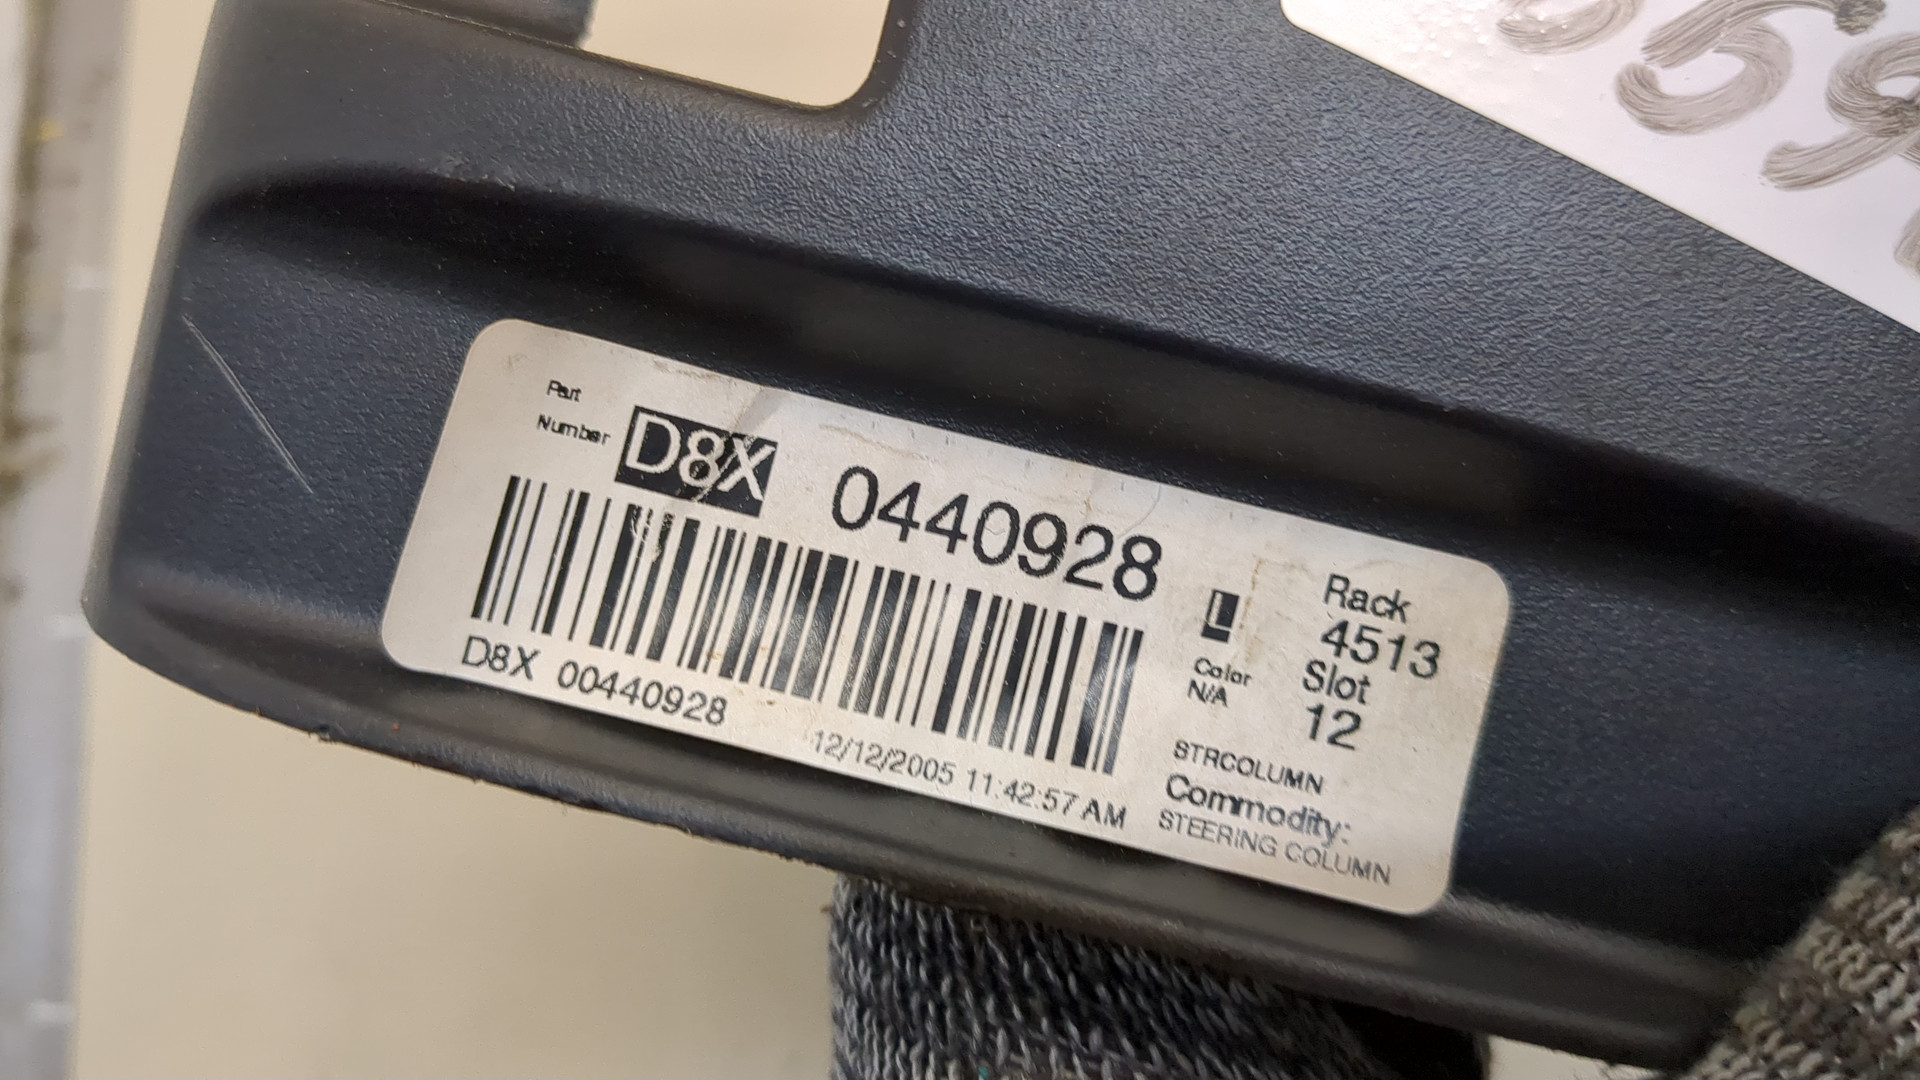 Part
Number
D8X 0440928
D8X 00440928
12/12/2005 11:42:57 AM
L
Color
N/A
Rack
4513
Slot
12
STRCOLUMN
Commodity:
STEERING COLUMN